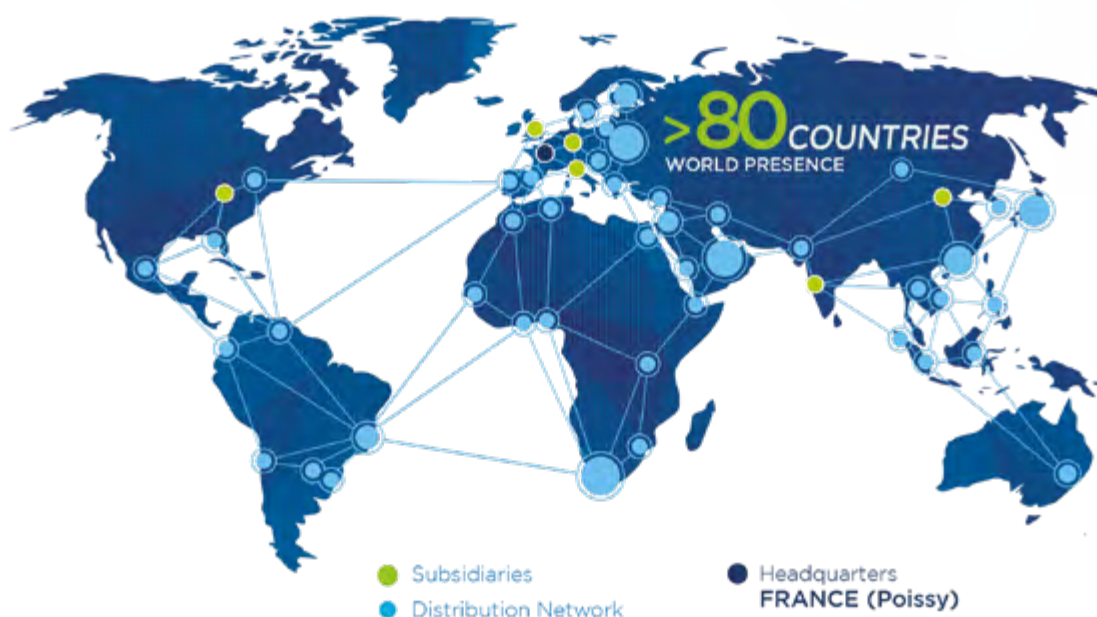 >80 COUNTRIES
WORLD PRESENCE
Subsidiaries
Distribution Network
Headquarters
FRANCE (Poissy)